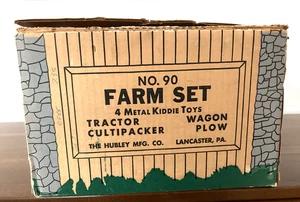 NO. 90
FARM SET
4 METAL KIDDIE TOYS
TRACTOR WAGON
CULTIPACKER PLOW
THE HUBLEY MFG. CO. LANCASTER, PA.